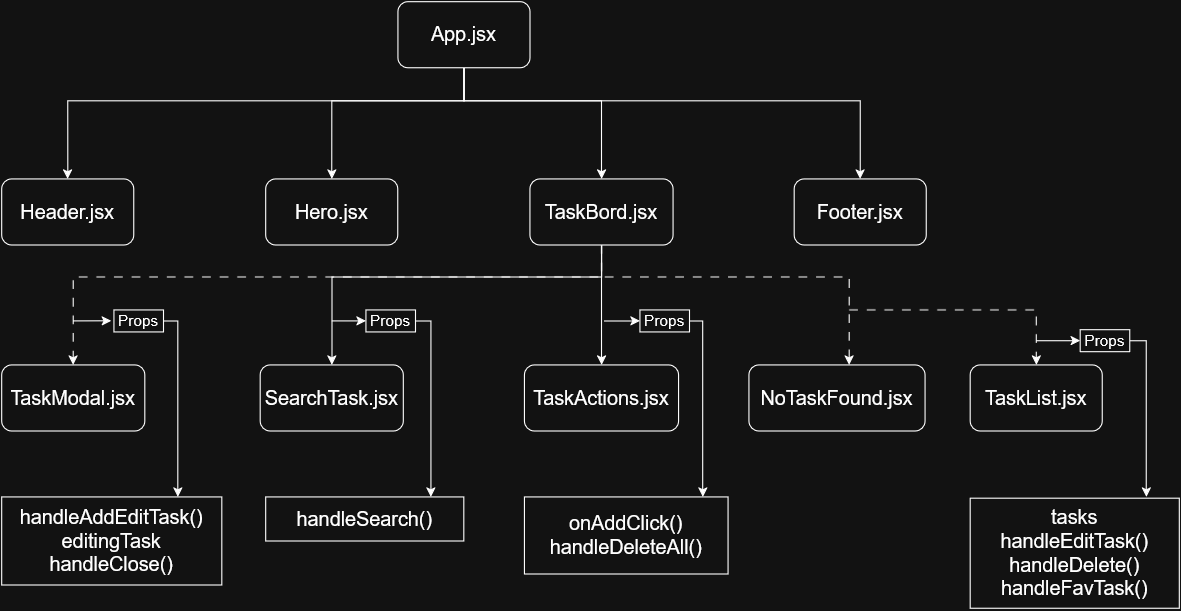 App.jsx
Header.jsx
Hero.jsx
TaskBord.jsx
Footer.jsx
Props
Props
Props
Props
TaskModal.jsx
SearchTask.jsx
TaskActions.jsx
NoTaskFound.jsx
TaskList.jsx
handleAddEditTask()
editingTask
handleClose()
handleSearch()
onAddClick()
handleDeleteAll()
tasks
handleEditTask()
handleDelete()
handleFavTask()